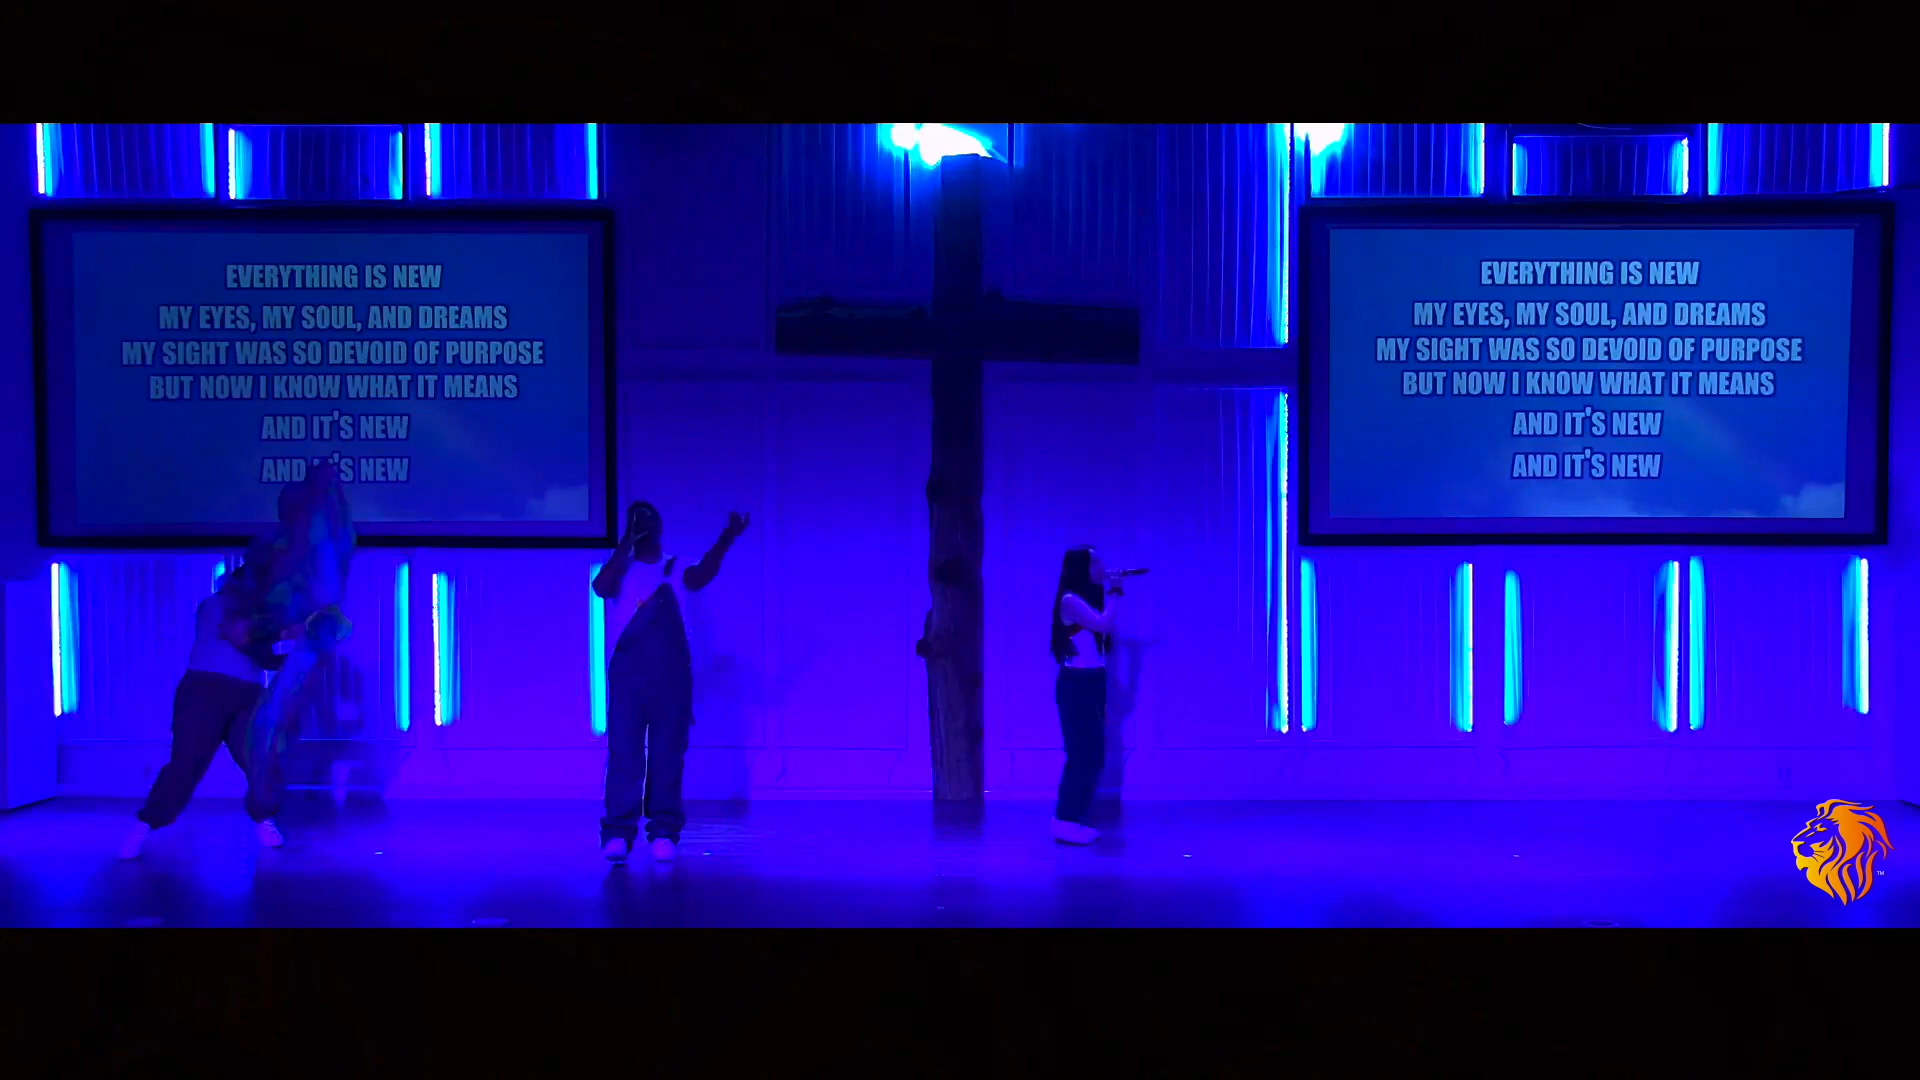 EVERYTHING IS NEW
MY EYES, MY SOUL, AND DREAMS
MY SIGHT WAS SO DEVOID OF PURPOSE
BUT NOW I KNOW WHAT IT MEANS
AND IT'S NEW
AND IT'S NEW
EVERYTHING IS NEW
MY EYES, MY SOUL, AND DREAMS
MY SIGHT WAS SO DEVOID OF PURPOSE
BUT NOW I KNOW WHAT IT MEANS
AND IT'S NEW
AND IT'S NEW
TM